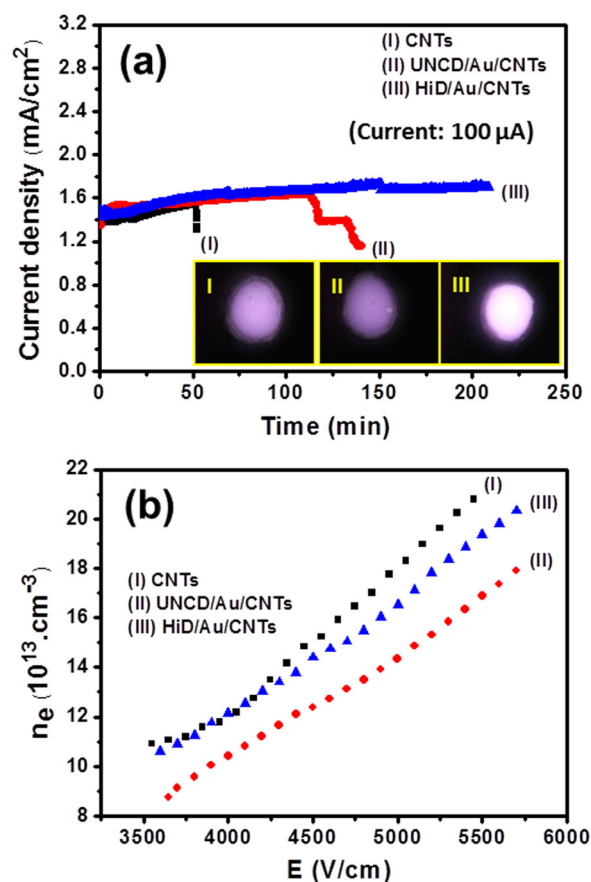 (a)
(I) CNTs
(II) UNCD/Au/CNTs
(III) HiD/Au/CNTs
(Current: 100 μA)
Current density (mA/cm²)
3.2
2.8
2.4
2.0
1.6
1.2
0.8
0.4
0.0
(III)
(I)
(II)
I
II
III
0 50 100 150 200 250
Time (min)
(b)
(I)
(III)
(II)
(I) CNTs
(II) UNCD/Au/CNTs
(III) HiD/Au/CNTs
nₑ (10¹³.cm⁻³)
22
20
18
16
14
12
10
8
3500 4000 4500 5000 5500 6000
E (V/cm)